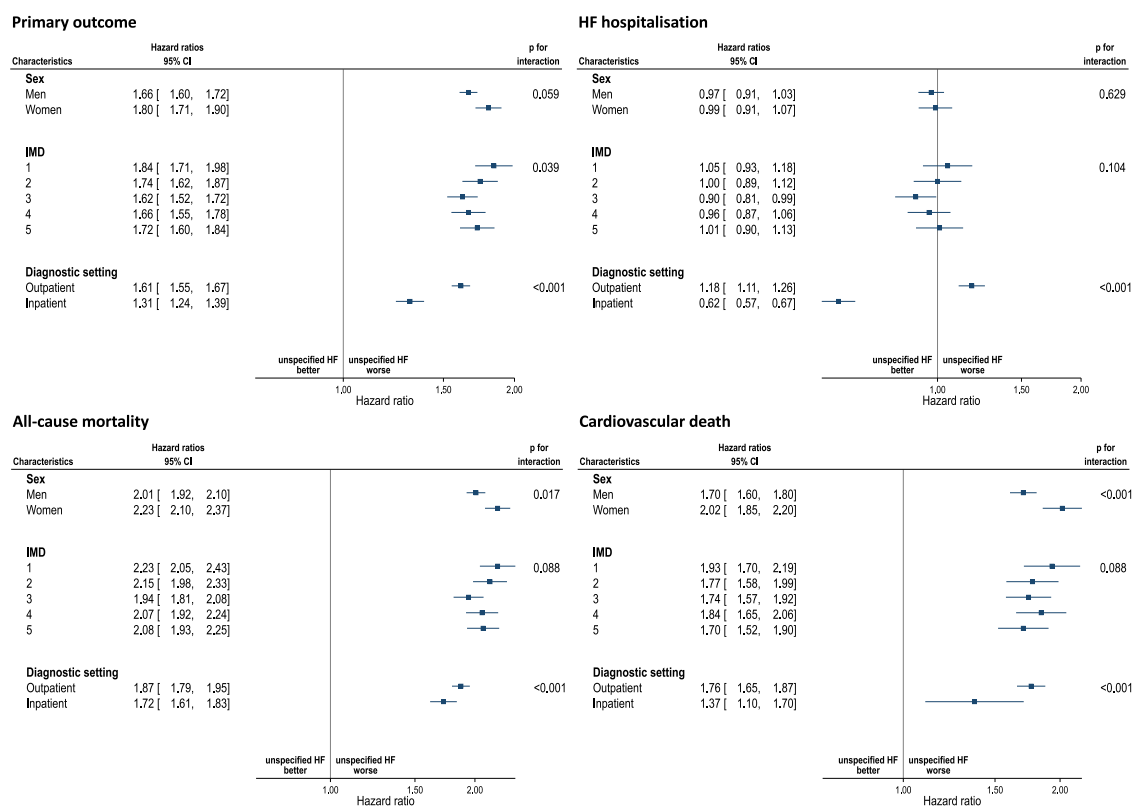 Primary outcome
Hazard ratios p for
Characteristics 95% CI interaction
Sex
Men 1.66 [ 1.60, 1.72] 0.059
Women 1.80 [ 1.71, 1.90]
IMD
1 1.84 [ 1.71, 1.98] 0.039
2 1.74 [ 1.62, 1.87]
3 1.62 [ 1.52, 1.72]
4 1.66 [ 1.55, 1.78]
5 1.72 [ 1.60, 1.84]
Diagnostic setting
Outpatient 1.61 [ 1.55, 1.67] <0.001
Inpatient 1.31 [ 1.24, 1.39]
unspecified HF unspecified HF
better worse
1,00 1,50 2,00
Hazard ratio
HF hospitalisation
Hazard ratios p for
Characteristics 95% CI interaction
Sex
Men 0.97 [ 0.91, 1.03] 0.629
Women 0.99 [ 0.91, 1.07]
IMD
1 1.05 [ 0.93, 1.18] 0.104
2 1.00 [ 0.89, 1.12]
3 0.90 [ 0.81, 0.99]
4 0.96 [ 0.87, 1.06]
5 1.01 [ 0.90, 1.13]
Diagnostic setting
Outpatient 1.18 [ 1.11, 1.26] <0.001
Inpatient 0.62 [ 0.57, 0.67]
unspecified HF unspecified HF
better worse
1,00 1,50 2,00
Hazard ratio
All-cause mortality
Hazard ratios p for
Characteristics 95% CI interaction
Sex
Men 2.01 [ 1.92, 2.10] 0.017
Women 2.23 [ 2.10, 2.37]
IMD
1 2.23 [ 2.05, 2.43] 0.088
2 2.15 [ 1.98, 2.33]
3 1.94 [ 1.81, 2.08]
4 2.07 [ 1.92, 2.24]
5 2.08 [ 1.93, 2.25]
Diagnostic setting
Outpatient 1.87 [ 1.79, 1.95] <0.001
Inpatient 1.72 [ 1.61, 1.83]
unspecified HF unspecified HF
better worse
1,00 1,50 2,00
Hazard ratio
Cardiovascular death
Hazard ratios p for
Characteristics 95% CI interaction
Sex
Men 1.70 [ 1.60, 1.80] <0.001
Women 2.02 [ 1.85, 2.20]
IMD
1 1.93 [ 1.70, 2.19] 0.088
2 1.77 [ 1.58, 1.99]
3 1.74 [ 1.57, 1.92]
4 1.84 [ 1.65, 2.06]
5 1.70 [ 1.52, 1.90]
Diagnostic setting
Outpatient 1.76 [ 1.65, 1.87] <0.001
Inpatient 1.37 [ 1.10, 1.70]
unspecified HF unspecified HF
better worse
1,00 1,50 2,00
Hazard ratio